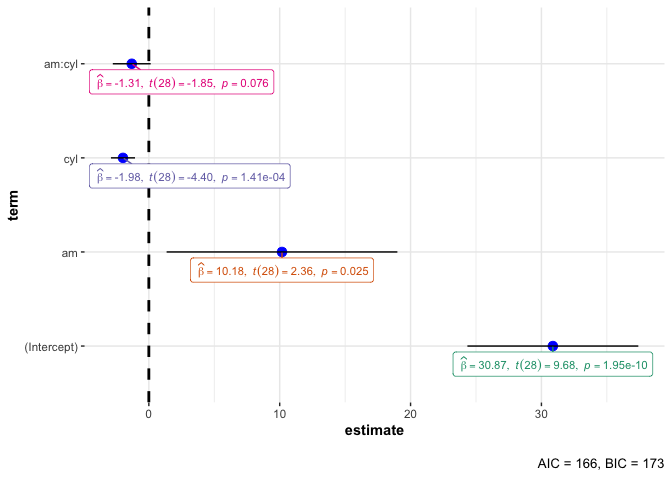 am:cyl
β̂ = -1.31, t(28) = -1.85, p = 0.076
cyl
β̂ = -1.98, t(28) = -4.40, p = 1.41e-04
term
am
β̂ = 10.18, t(28) = 2.36, p = 0.025
(Intercept)
β̂ = 30.87, t(28) = 9.68, p = 1.95e-10
0 10 20 30
estimate
AIC = 166, BIC = 173